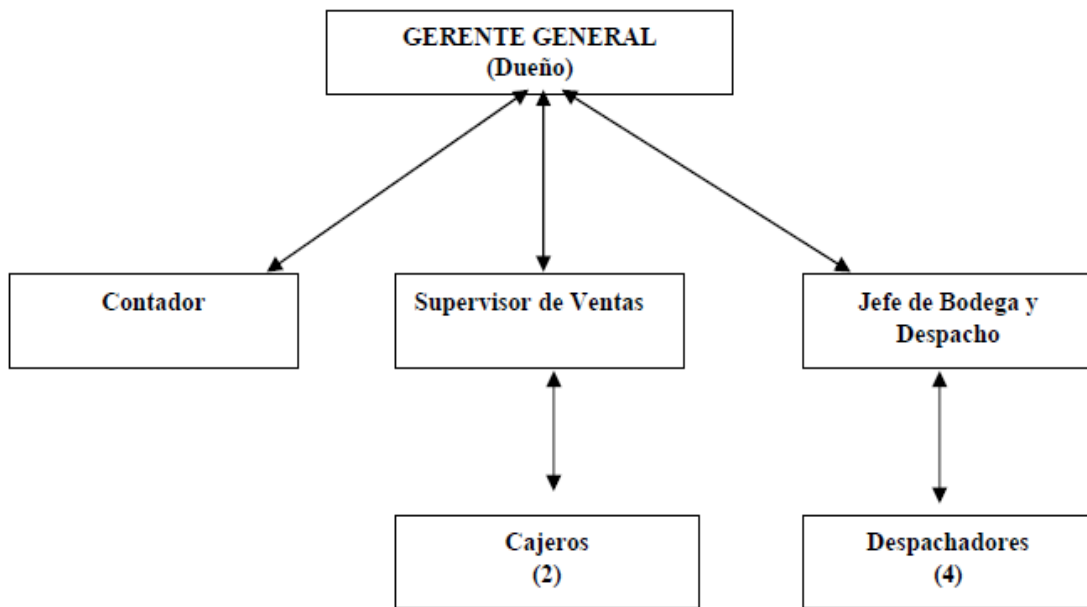 GERENTE GENERAL
(Dueño)
Contador
Supervisor de Ventas
Jefe de Bodega y
Despacho
Cajeros
(2)
Despachadores
(4)